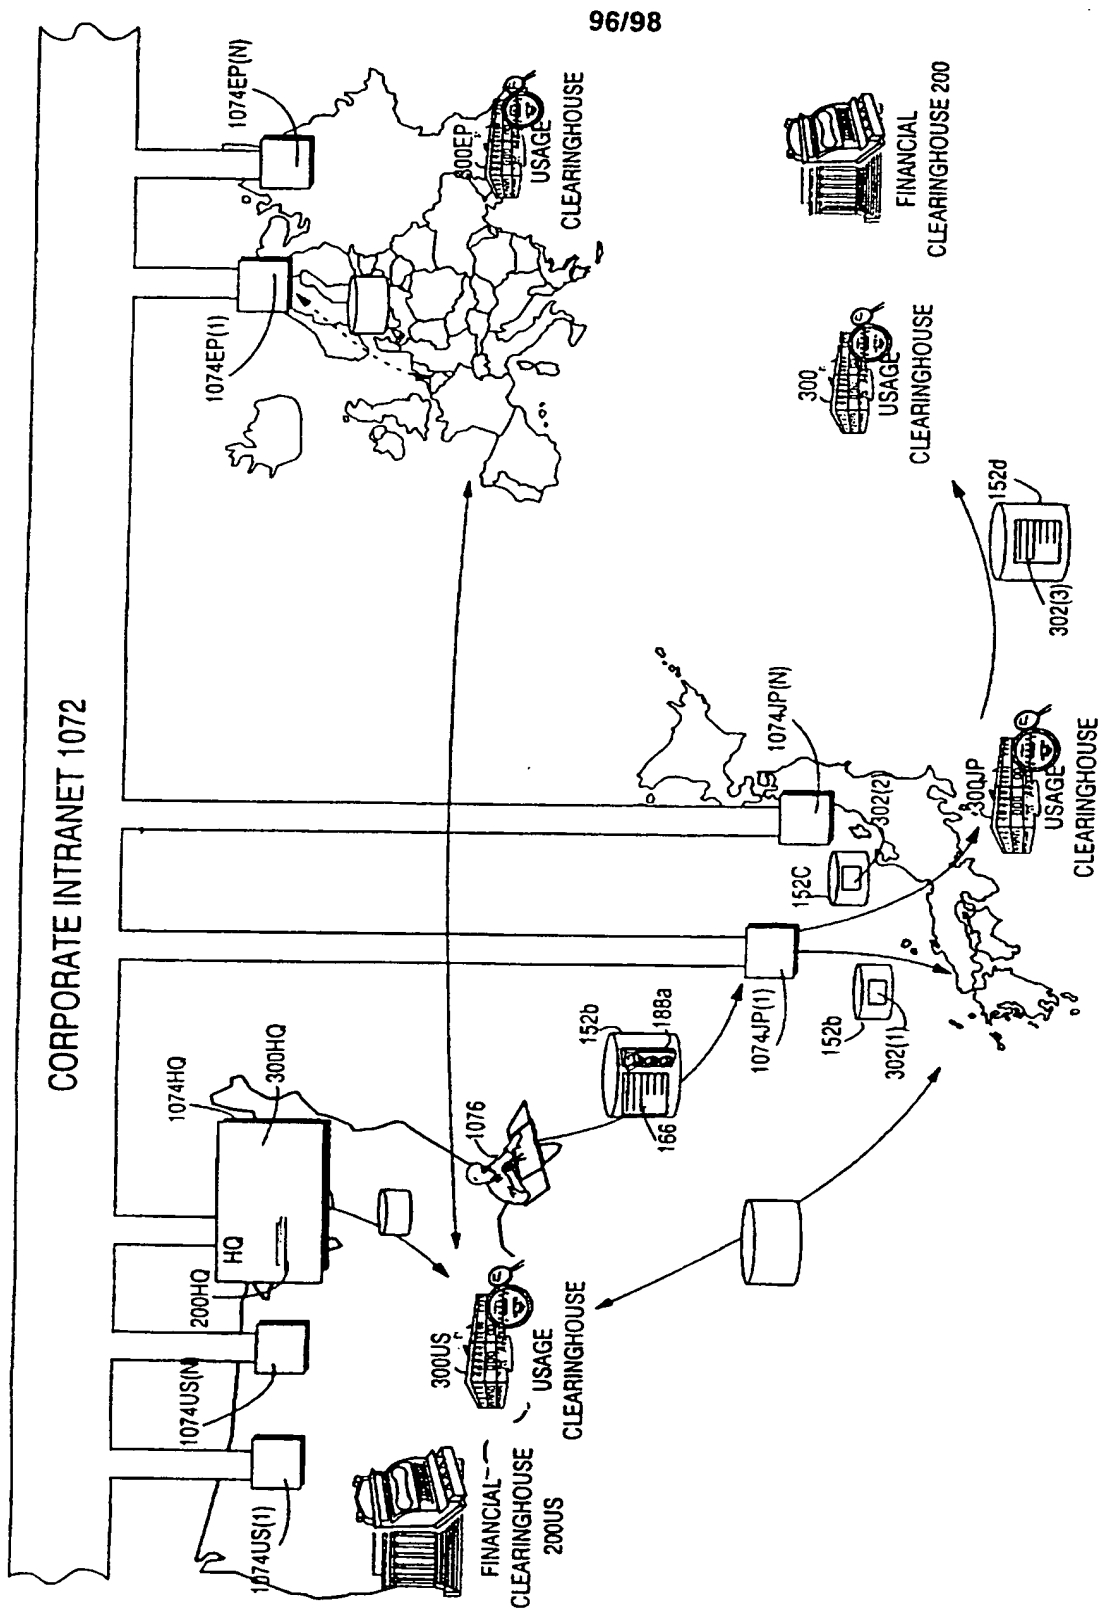 96/98
CORPORATE INTRANET 1072
1074HQ
300HQ
HQ
200HQ
1074US(N)
1074US(1)
FINANCIAL
CLEARINGHOUSE
200US
300US
USAGE
CLEARINGHOUSE
1076
152b
188a
166
1074JP(1)
152b
302(1)
152C
302(2)
1074JP(N)
300JP
USAGE
CLEARINGHOUSE
152d
302(3)
1074EP(1)
1074EP(N)
300EP
USAGE
CLEARINGHOUSE
300
USAGE
CLEARINGHOUSE
FINANCIAL
CLEARINGHOUSE 200